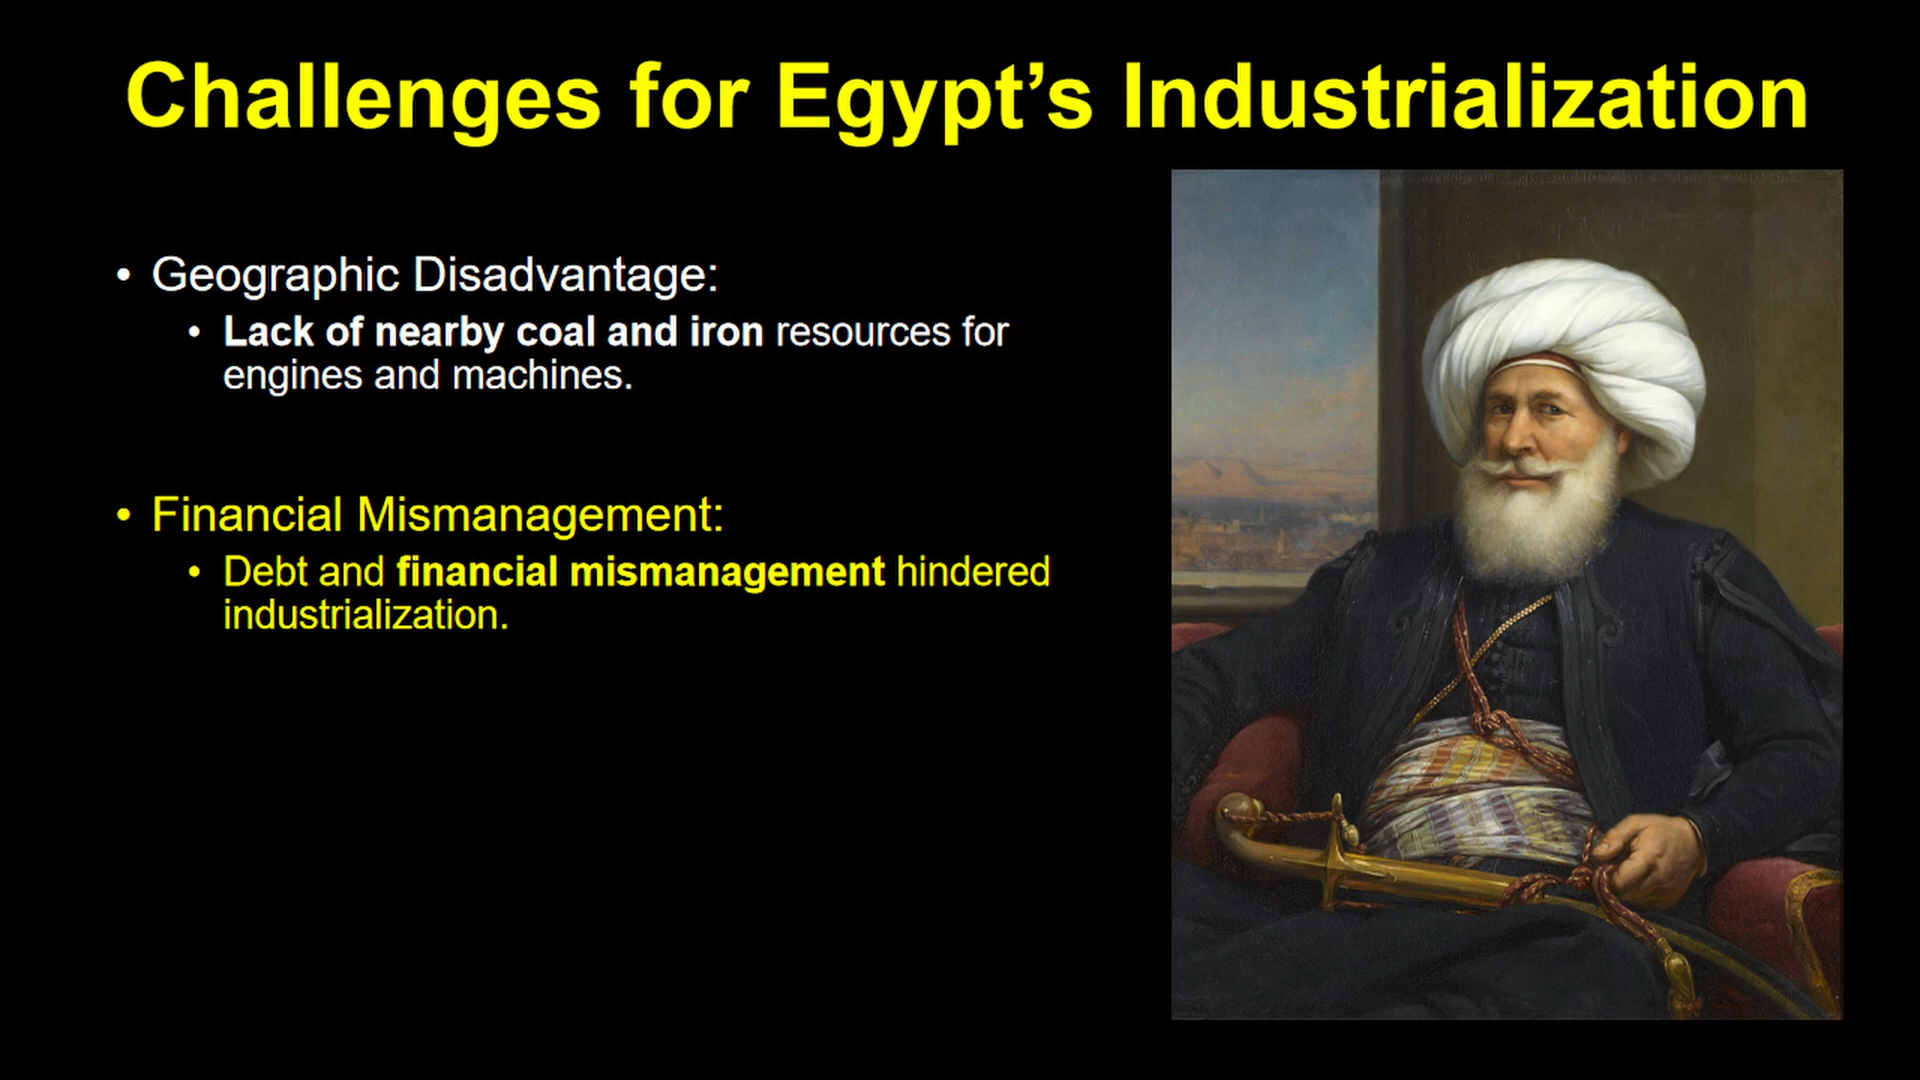 Challenges for Egypt’s Industrialization
• Geographic Disadvantage:
• Lack of nearby coal and iron resources for
engines and machines.
• Financial Mismanagement:
• Debt and financial mismanagement hindered
industrialization.